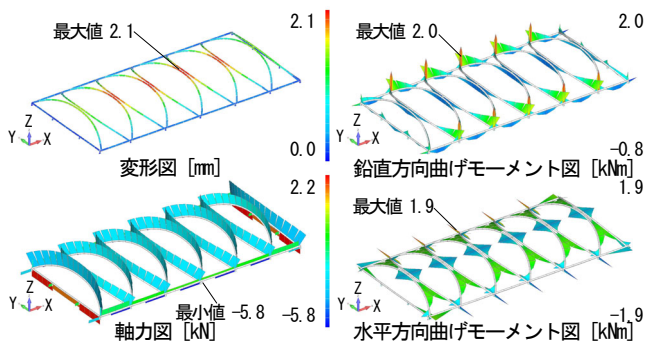 最大値 2.1
2.1
0.0
Z
Y
X
変形図 [mm]
最大値 2.0
2.0
-0.8
Z
Y
X
鉛直方向曲げモーメント図 [kNm]
2.2
-5.8
Z
Y
X
最小値 -5.8
軸力図 [kN]
最大値 1.9
1.9
-1.9
Z
Y
X
水平方向曲げモーメント図 [kNm]